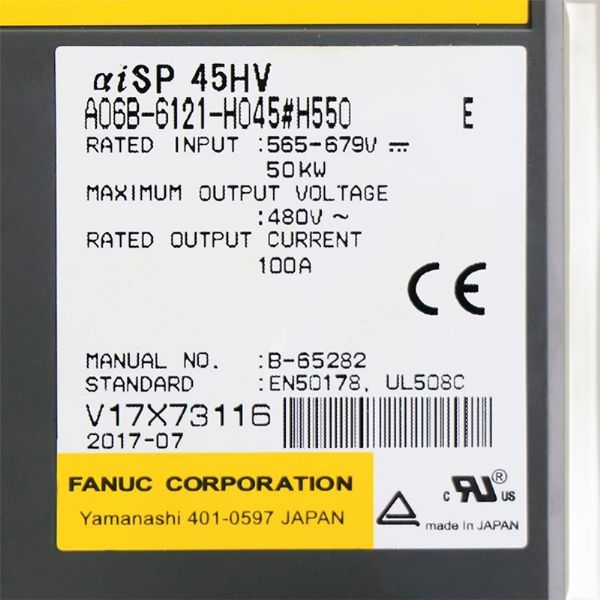 αiSP 45HV
A06B-6121-H045#H550 E
RATED INPUT :565-679V ⎓
50KW
MAXIMUM OUTPUT VOLTAGE
:480V ~
RATED OUTPUT CURRENT
100A
CE
MANUAL NO. :B-65282
STANDARD :EN50178, UL508C
V17X73116
2017-07
FANUC CORPORATION
Yamanashi 401-0597 JAPAN
c RU® US
made In JAPAN